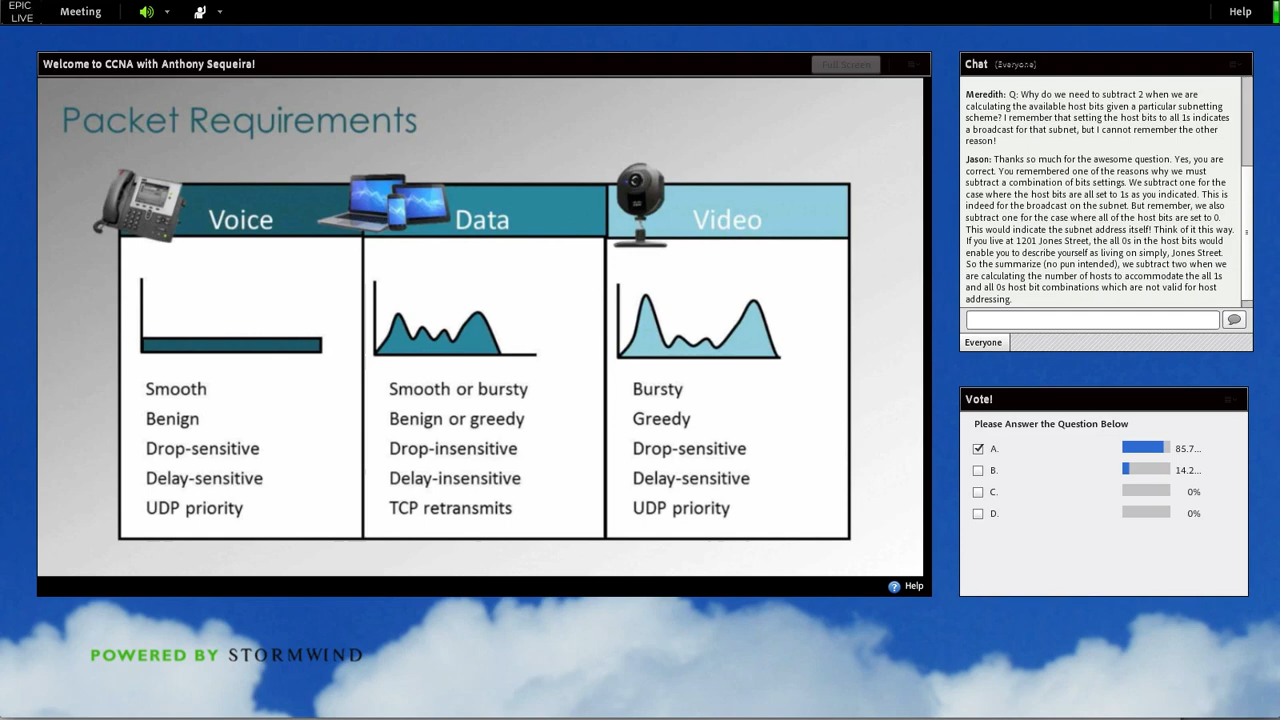 EPIC
LIVE
Meeting
Help
Welcome to CCNA with Anthony Sequeira!
Full Screen
Packet Requirements
Voice
Data
Video
Smooth
Benign
Drop-sensitive
Delay-sensitive
UDP priority
Smooth or bursty
Benign or greedy
Drop-insensitive
Delay-insensitive
TCP retransmits
Bursty
Greedy
Drop-sensitive
Delay-sensitive
UDP priority
Help
Chat (Everyone)
Meredith: Q: Why do we need to subtract 2 when we are
calculating the available host bits given a particular subnetting
scheme? I remember that setting the host bits to all 1s indicates
a broadcast for that subnet, but I cannot remember the other
reason!
Jason: Thanks so much for the awesome question. Yes, you are
correct. You remembered one of the reasons why we must
subtract a combination of bits settings. We subtract one for the
case where the host bits are all set to 1s as you indicated. This
is indeed for the broadcast on the subnet. But remember, we also
subtract one for the case where all of the host bits are set to 0.
This would indicate the subnet address itself! Think of it this way.
If you live at 1201 Jones Street, the all 0s in the host bits would
enable you to describe yourself as living on simply, Jones Street.
So the summarize (no pun intended), we subtract two when we
are calculating the number of hosts to accommodate the all 1s
and all 0s host bit combinations which are not valid for host
addressing.
Everyone
Vote!
Please Answer the Question Below
A. 85.7...
B. 14.2...
C. 0%
D. 0%
POWERED BY STORMWIND